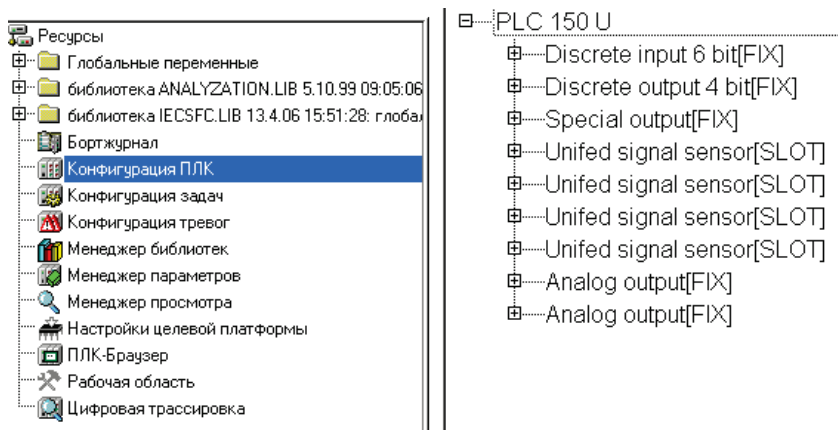 Ресурсы
Глобальные переменные
библиотека ANALYZATION.LIB 5.10.99 09:05:06
библиотека IECSFC.LIB 13.4.06 15:51:28: глоба
Бортжурнал
Конфигурация ПЛК
Конфигурация задач
Конфигурация тревог
Менеджер библиотек
Менеджер параметров
Менеджер просмотра
Настройки целевой платформы
ПЛК-Браузер
Рабочая область
Цифровая трассировка
PLC 150 U
Discrete input 6 bit[FIX]
Discrete output 4 bit[FIX]
Special output[FIX]
Unifed signal sensor[SLOT]
Unifed signal sensor[SLOT]
Unifed signal sensor[SLOT]
Unifed signal sensor[SLOT]
Analog output[FIX]
Analog output[FIX]